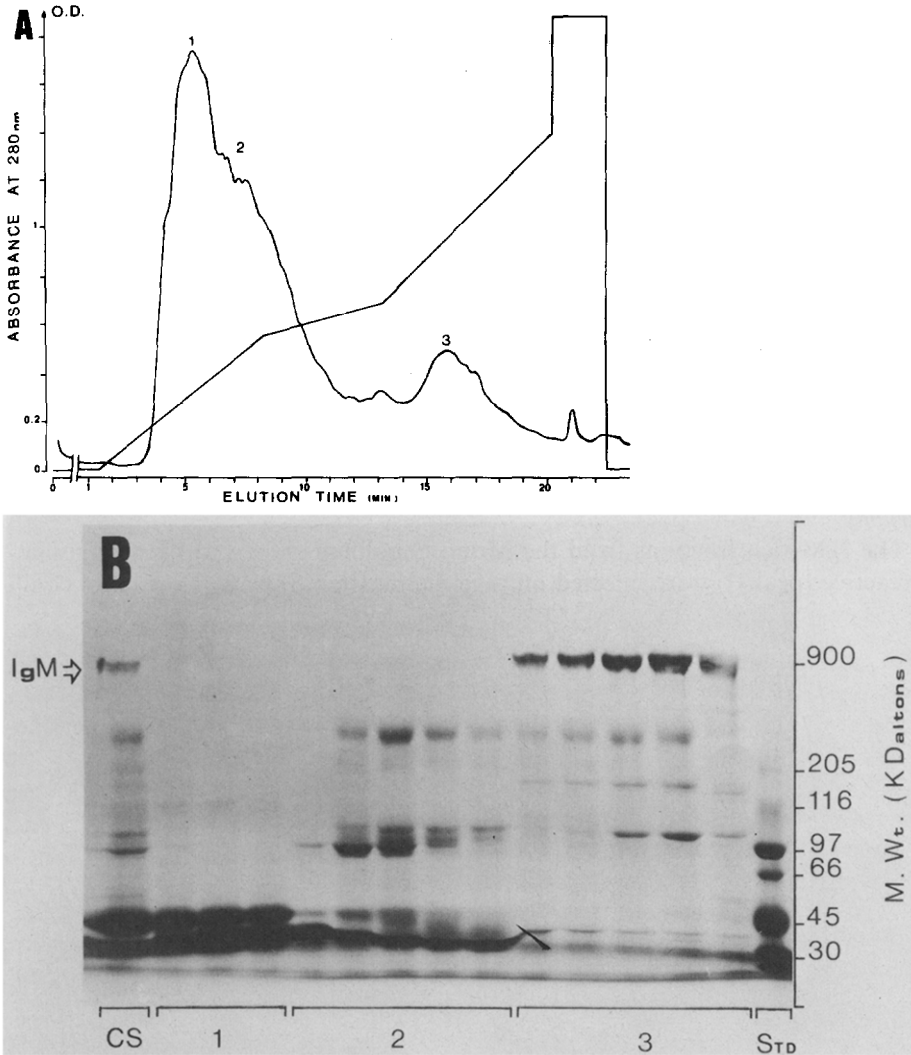 A
O.D.
1
2
3
ABSORBANCE AT 280nm
1
0.2
0.
0 1 5 10 15 20
ELUTION TIME (MIN)
B
IgM
900
205
116
97
66
45
30
M. Wt. (KDaltons)
CS 1 2 3 STD